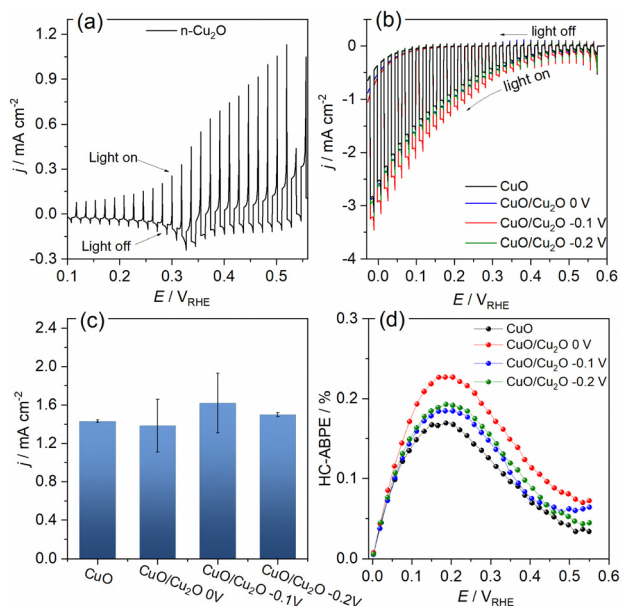 (a)
n-Cu₂O
Light on
Light off
j / mA cm⁻²
1.2
0.9
0.6
0.3
0.0
-0.3
0.1 0.2 0.3 0.4 0.5
E / V_RHE
(b)
light off
light on
CuO
CuO/Cu₂O 0 V
CuO/Cu₂O -0.1 V
CuO/Cu₂O -0.2 V
j / mA cm⁻²
0
-1
-2
-3
-4
0.0 0.1 0.2 0.3 0.4 0.5 0.6 0.7
E / V_RHE
(c)
j / mA cm⁻²
2.4
2.0
1.6
1.2
0.8
0.4
0.0
CuO
CuO/Cu₂O 0V
CuO/Cu₂O -0.1V
CuO/Cu₂O -0.2V
(d)
CuO
CuO/Cu₂O 0 V
CuO/Cu₂O -0.1 V
CuO/Cu₂O -0.2 V
HC-ABPE / %
0.3
0.2
0.1
0.0
0.0 0.1 0.2 0.3 0.4 0.5 0.6
E / V_RHE